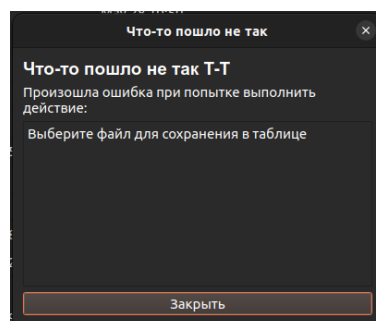 Что-то пошло не так
Что-то пошло не так Т-Т
Произошла ошибка при попытке выполнить
действие:
Выберите файл для сохранения в таблице
Закрыть